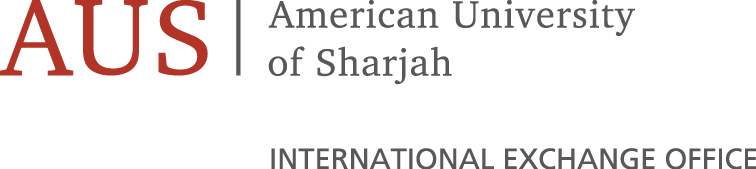 AUS
American University
of Sharjah
INTERNATIONAL EXCHANGE OFFICE